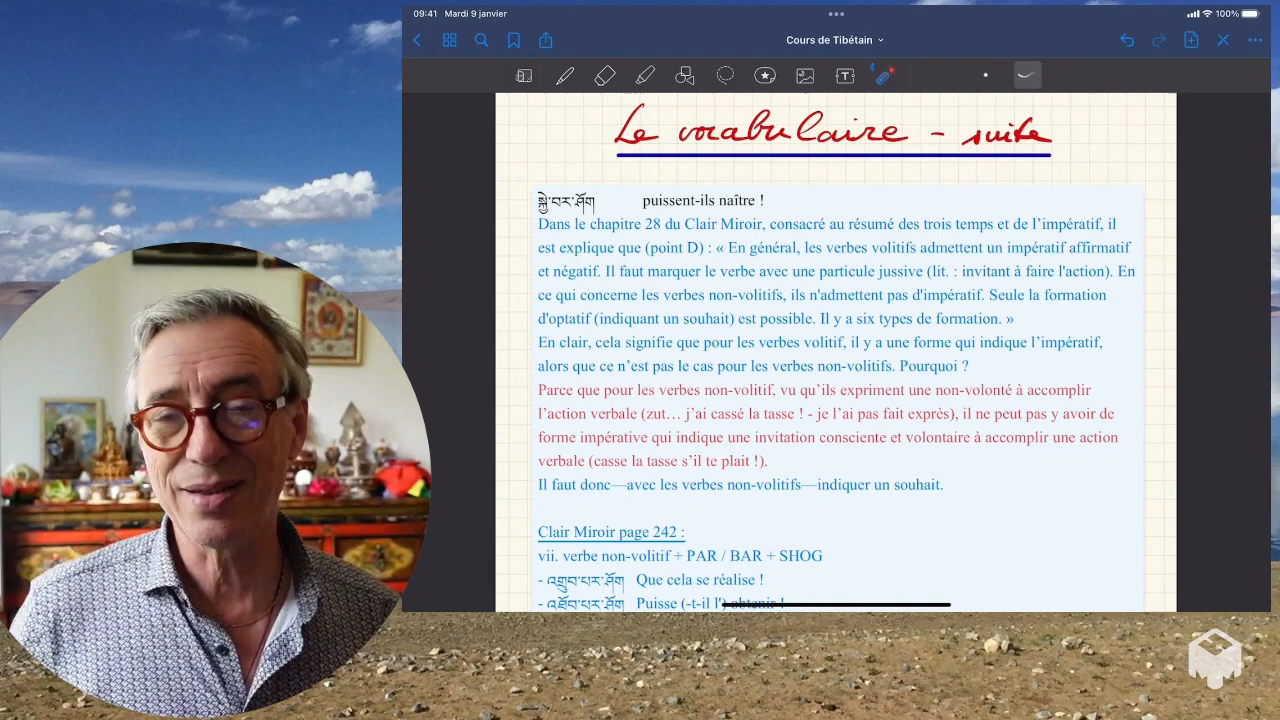 09:41 Mardi 9 janvier
100%
Cours de Tibétain
T
Le vocabulaire - suite
སྐྱེ་བར་ཤོག puissent-ils naître !
Dans le chapitre 28 du Clair Miroir, consacré au résumé des trois temps et de l’impératif, il
est explique que (point D) : « En général, les verbes volitifs admettent un impératif affirmatif
et négatif. Il faut marquer le verbe avec une particule jussive (lit. : invitant à faire l'action). En
ce qui concerne les verbes non-volitifs, ils n'admettent pas d'impératif. Seule la formation
d'optatif (indiquant un souhait) est possible. Il y a six types de formation. »
En clair, cela signifie que pour les verbes volitif, il y a une forme qui indique l’impératif,
alors que ce n’est pas le cas pour les verbes non-volitifs. Pourquoi ?
Parce que pour les verbes non-volitif, vu qu’ils expriment une non-volonté à accomplir
l’action verbale (zut… j’ai cassé la tasse ! - je l’ai pas fait exprès), il ne peut pas y avoir de
forme impérative qui indique une invitation consciente et volontaire à accomplir une action
verbale (casse la tasse s’il te plait !).
Il faut donc—avec les verbes non-volitifs—indiquer un souhait.
Clair Miroir page 242 :
vii. verbe non-volitif + PAR / BAR + SHOG
- འགྲུབ་པར་ཤོག Que cela se réalise !
- འཐོབ་པར་ཤོག Puisse (-t-il l') obtenir !